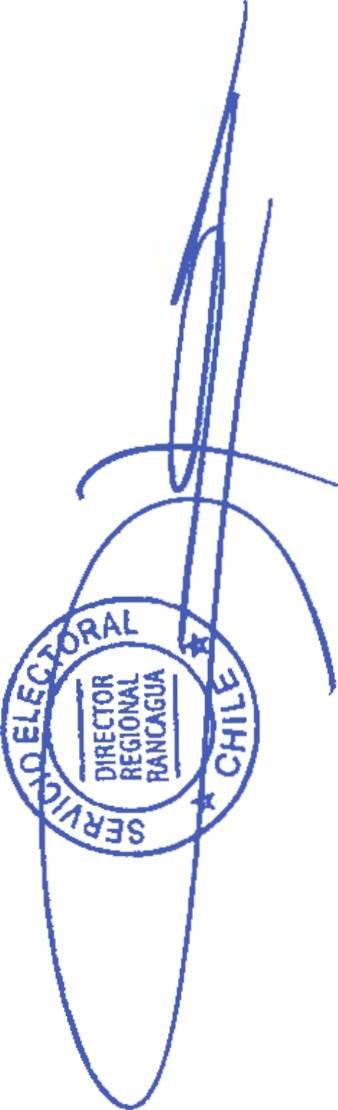 SERVICIO ELECTORAL
DIRECTOR
REGIONAL
RANCAGUA
★ CHILE ★